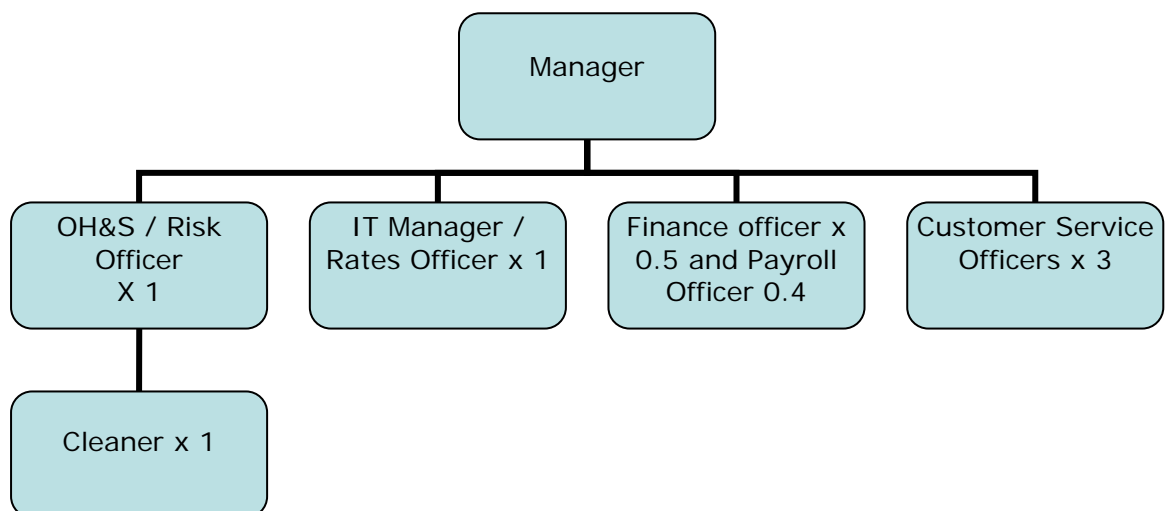 Manager
OH&S / Risk
Officer
X 1
IT Manager /
Rates Officer x 1
Finance officer x
0.5 and Payroll
Officer 0.4
Customer Service
Officers x 3
Cleaner x 1